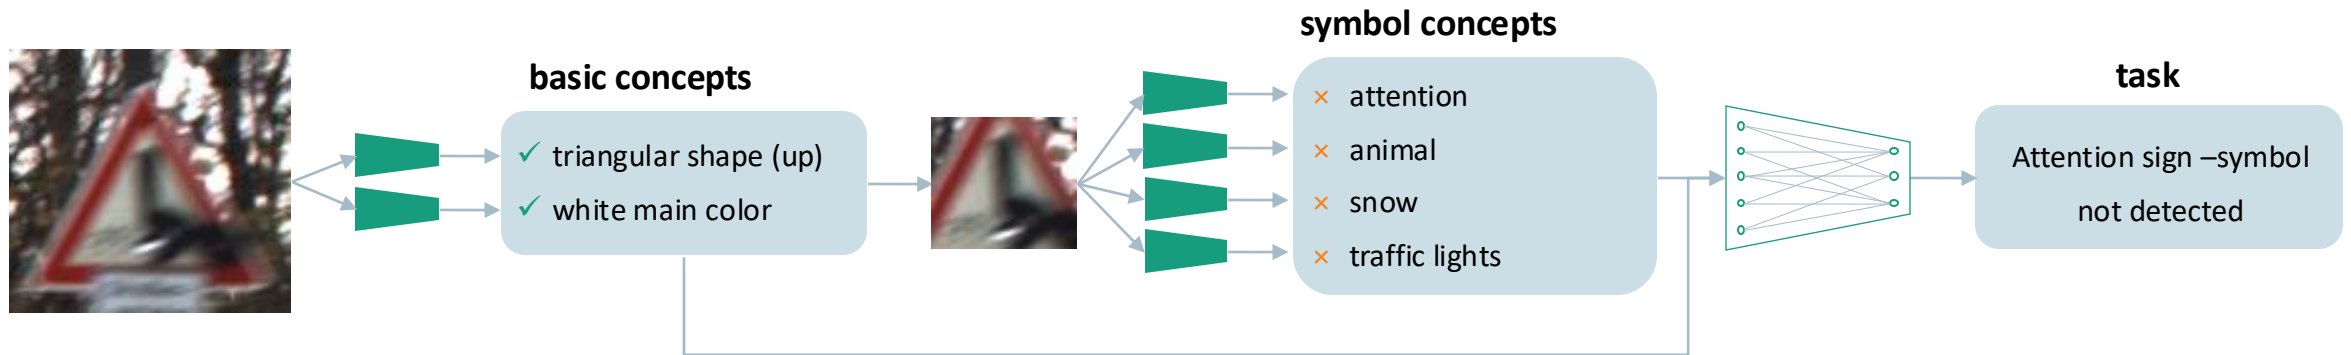 basic concepts
✓ triangular shape (up)
✓ white main color
symbol concepts
× attention
× animal
× snow
× traffic lights
task
Attention sign –symbol
not detected